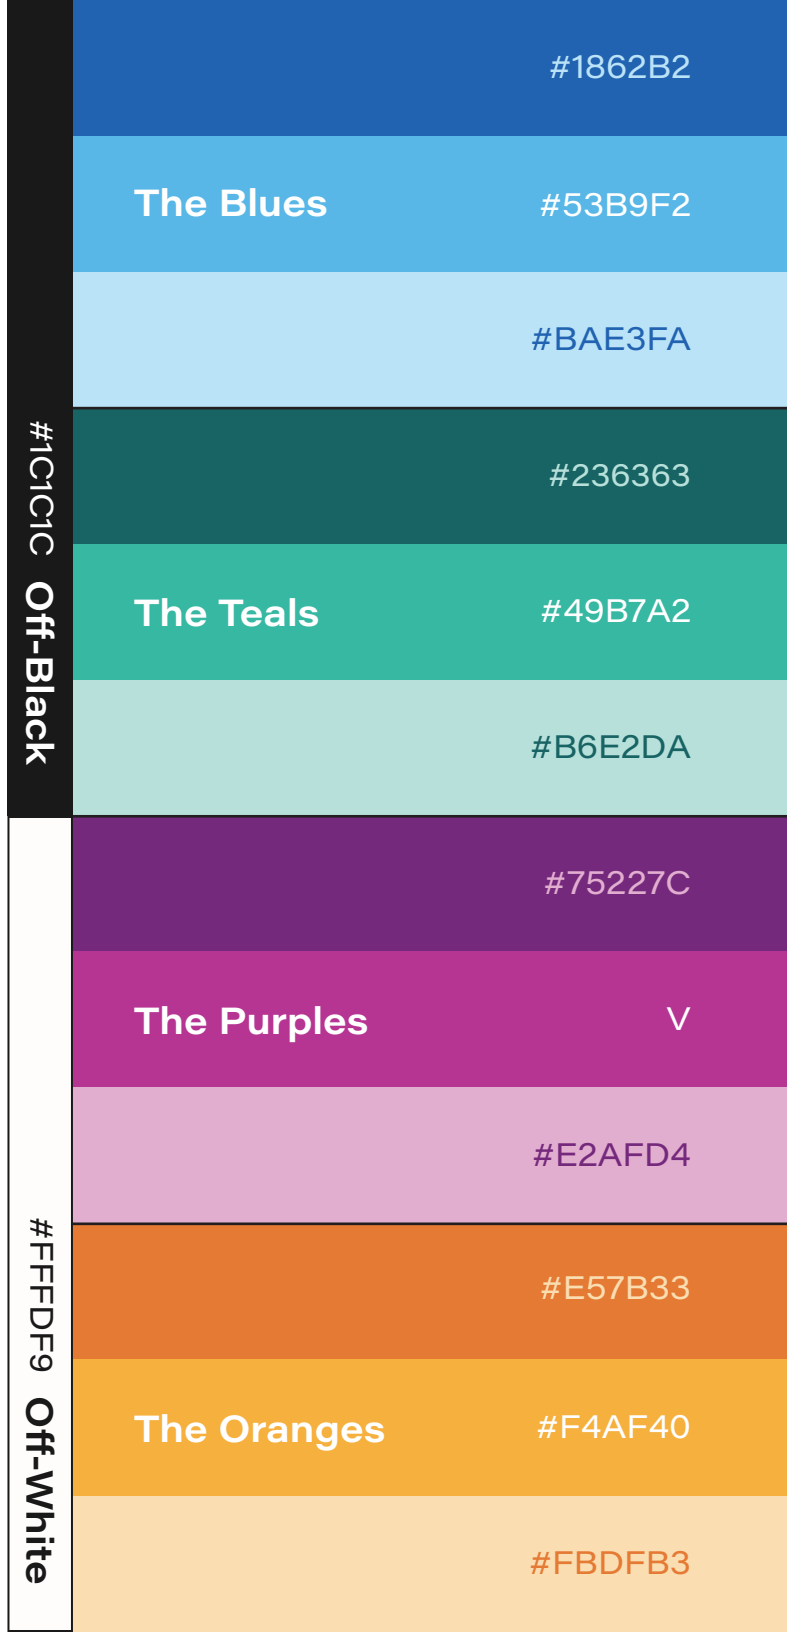 #1862B2
The Blues #53B9F2
#BAE3FA
#236363
The Teals #49B7A2
#B6E2DA
#75227C
The Purples V
#E2AFD4
#E57B33
The Oranges #F4AF40
#FBDFB3
#1C1C1C Off-Black
#FFFDF9 Off-White